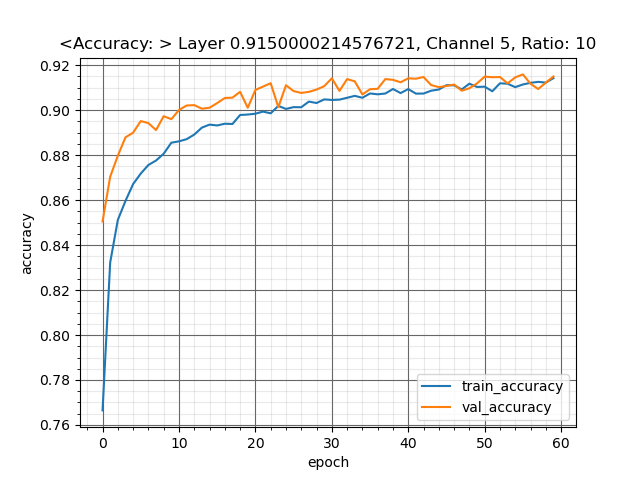 <Accuracy: > Layer 0.9150000214576721, Channel 5, Ratio: 10
0.92
0.90
0.88
0.86
0.84
0.82
0.80
0.78
0.76
accuracy
train_accuracy
val_accuracy
0 10 20 30 40 50 60
epoch